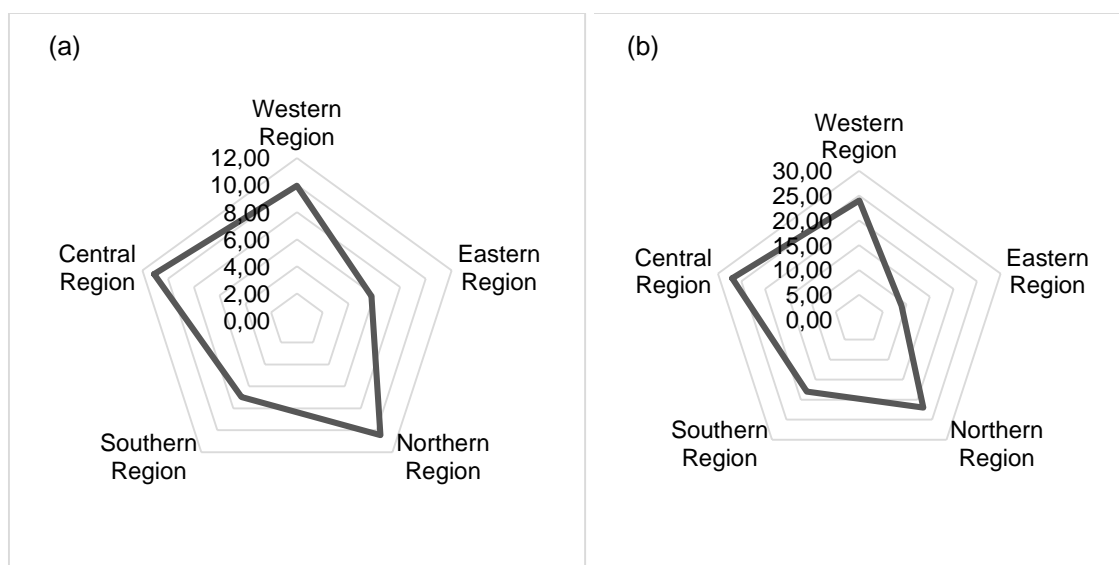 (a)
Western
Region
12,00
10,00
8,00
6,00
4,00
2,00
0,00
Eastern
Region
Northern
Region
Southern
Region
Central
Region
(b)
Western
Region
30,00
25,00
20,00
15,00
10,00
5,00
0,00
Eastern
Region
Northern
Region
Southern
Region
Central
Region